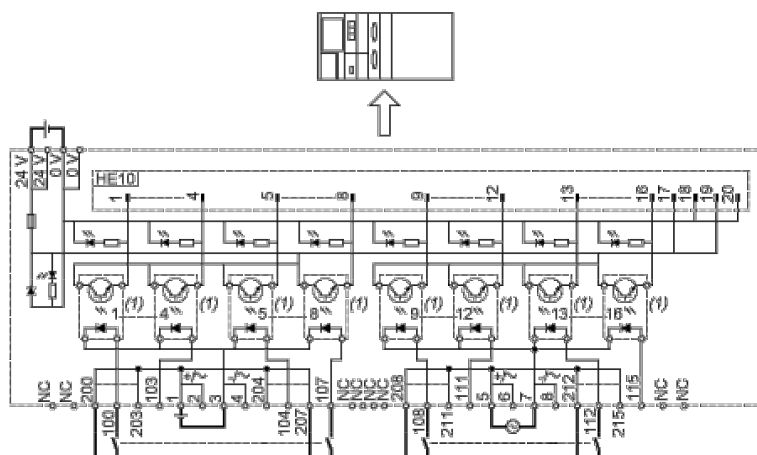 24 V 24 V 0 V 0 V
HE10
1 4 5 8 9 12 13 16 17 18 19 20
(1) (1) (1) (1) (1) (1) (1) (1)
1 4 5 8 9 12 13 16
NC NC 200 103 1 2 3 4 204 107 NC NC NC NC 208 111 5 6 7 8 212 115 NC NC
100 203 104 207 108 211 112 215